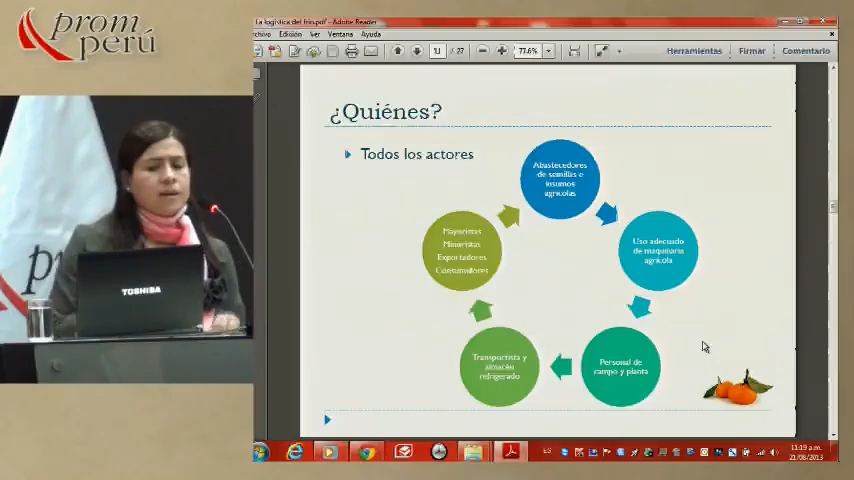 prom
perú
La logística del frío.pdf - Adobe Reader
Archivo Edición Ver Ventana Ayuda
/ 27
77.6%
Herramientas Firmar Comentario
¿Quiénes?
Todos los actores
Abastecedores
de semillas e
insumos
agrícolas
Uso adecuado
de maquinaria
agrícola
Personal de
campo y planta
Transportista y
almacén
refrigerado
Mayoristas
Minoristas
Exportadores
Consumidores
TOSHIBA
ES
11:19 a.m.
21/08/2013